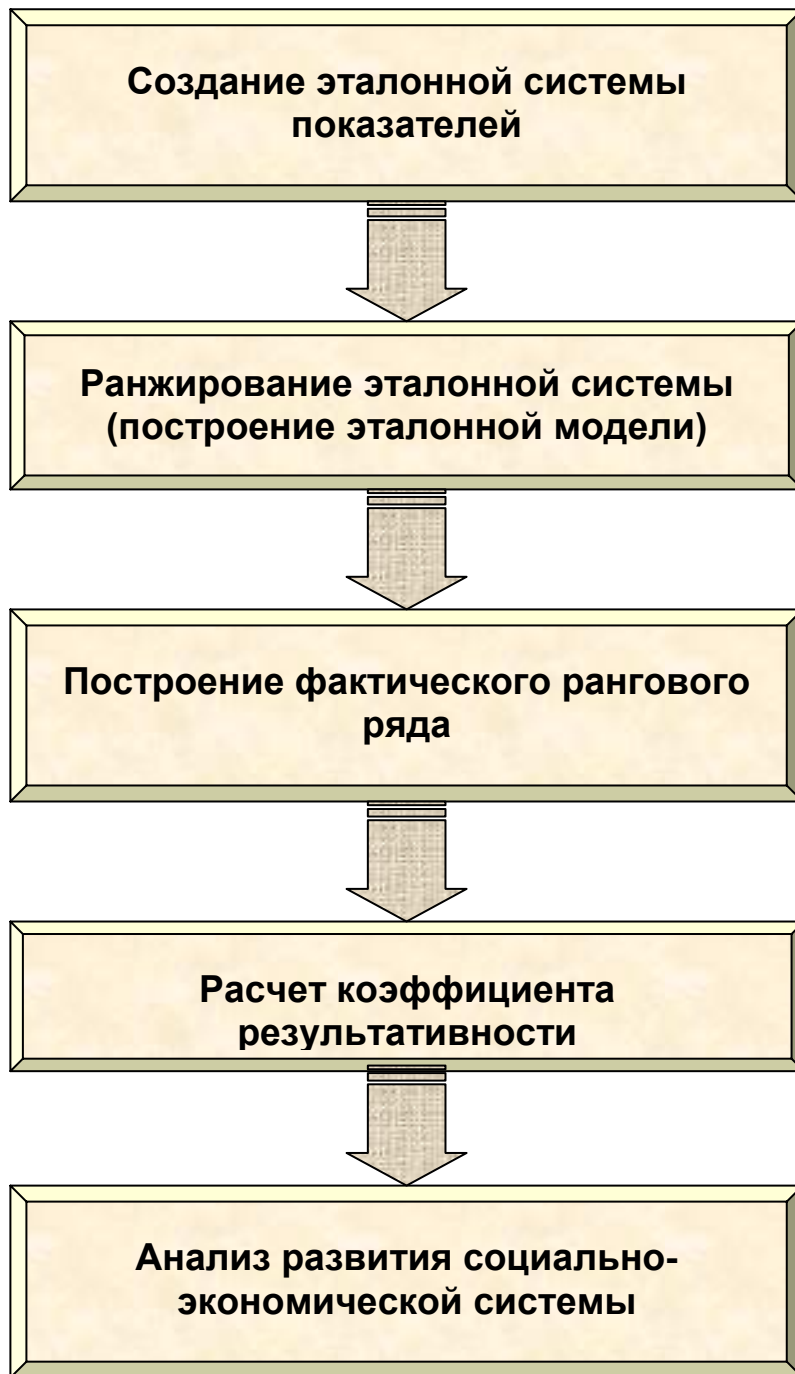 Создание эталонной системы
показателей
Ранжирование эталонной системы
(построение эталонной модели)
Построение фактического рангового
ряда
Расчет коэффициента
результативности
Анализ развития социально-
экономической системы